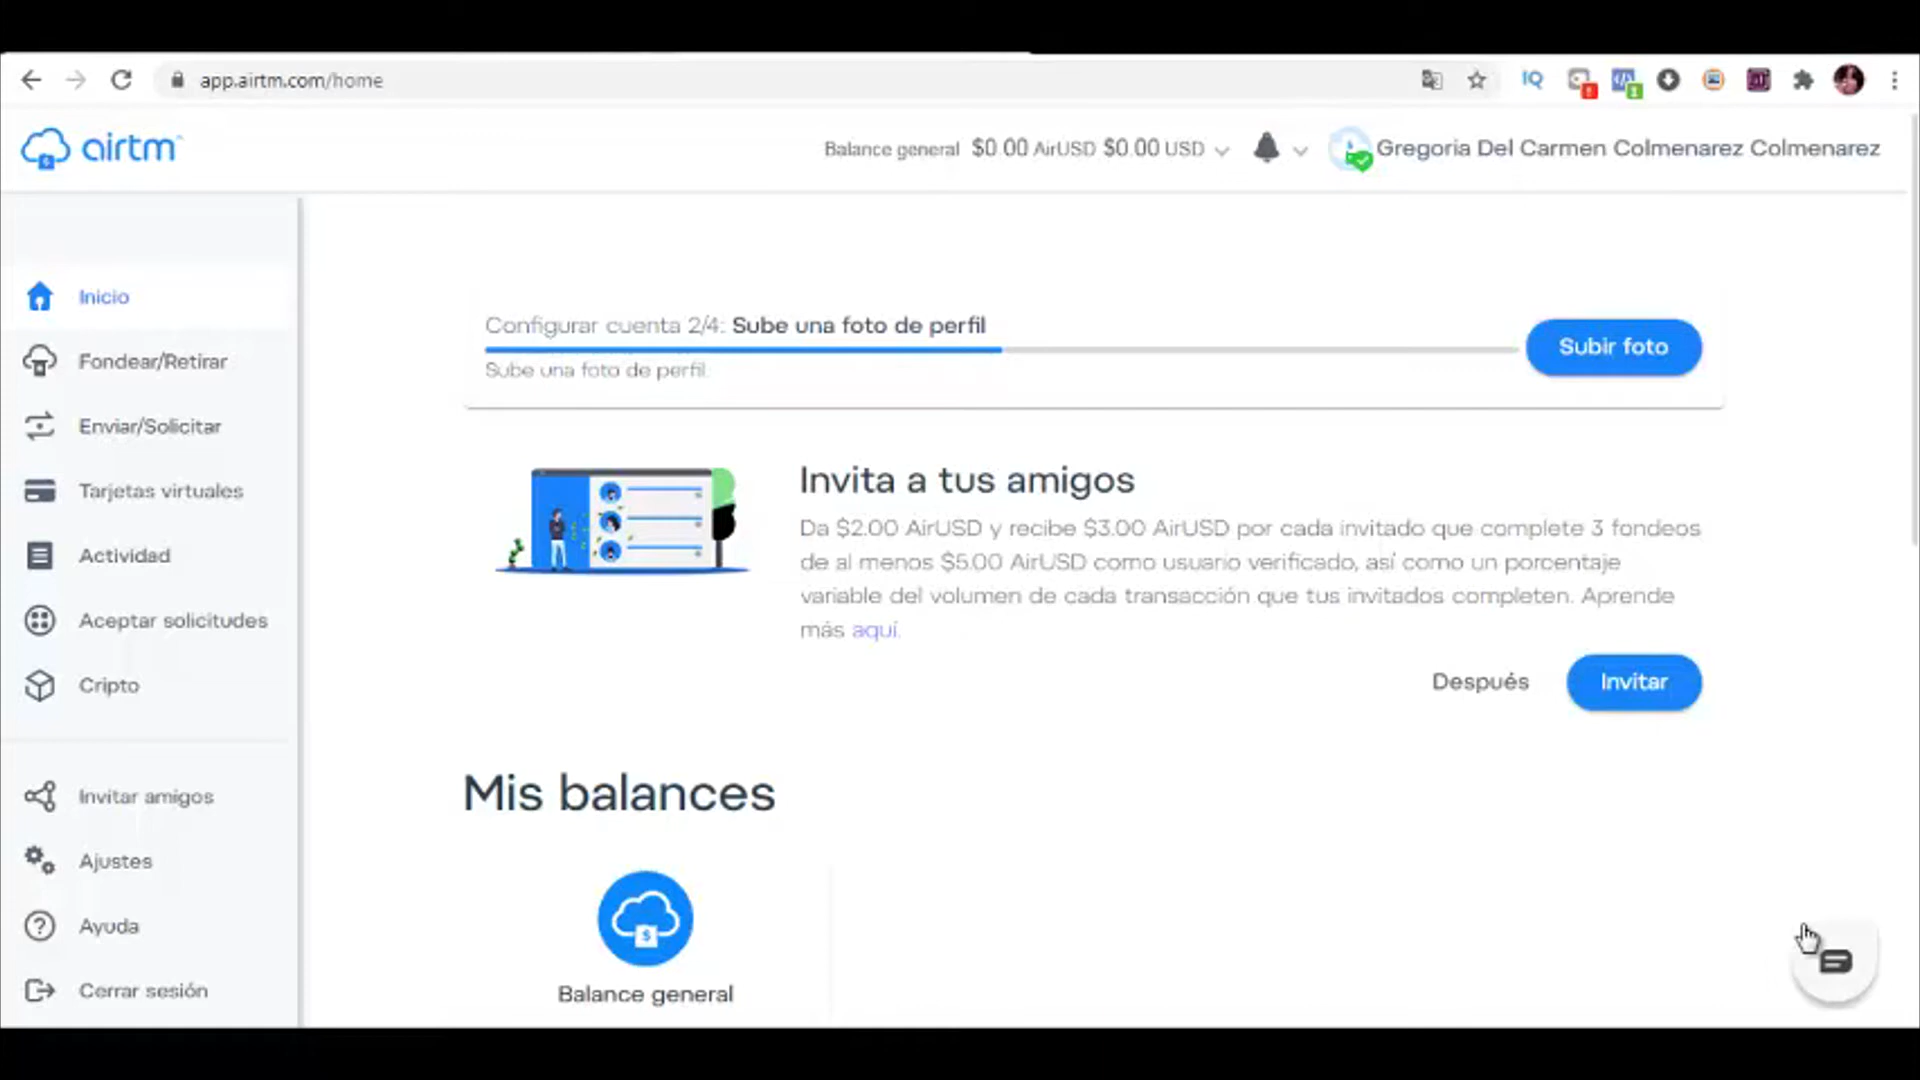 app.airtm.com/home
IQ
airtm
Balance general $0.00 AirUSD $0.00 USD
Gregoria Del Carmen Colmenarez Colmenarez
Inicio
Fondear/Retirar
Enviar/Solicitar
Tarjetas virtuales
Actividad
Aceptar solicitudes
Cripto
Invitar amigos
Ajustes
Ayuda
Cerrar sesión
Configurar cuenta 2/4: Sube una foto de perfil
Sube una foto de perfil.
Subir foto
Invita a tus amigos
Da $2.00 AirUSD y recibe $3.00 AirUSD por cada invitado que complete 3 fondeos
de al menos $5.00 AirUSD como usuario verificado, así como un porcentaje
variable del volumen de cada transacción que tus invitados completen. Aprende
más aquí.
Después
Invitar
Mis balances
Balance general